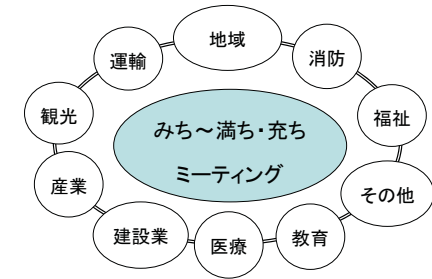 地域
運輸
消防
観光
福祉
みち～満ち・充ち
ミーティング
産業
その他
建設業
医療
教育